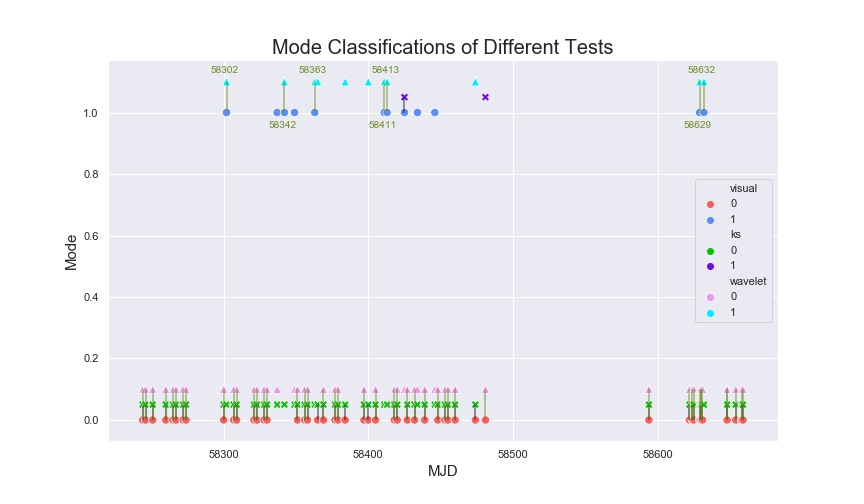 Mode Classifications of Different Tests
58302 58363 58413 58632
58342 58411 58629
1.0
0.8
0.6
0.4
0.2
0.0
Mode
58300 58400 58500 58600
MJD
visual
0
1
ks
0
1
wavelet
0
1